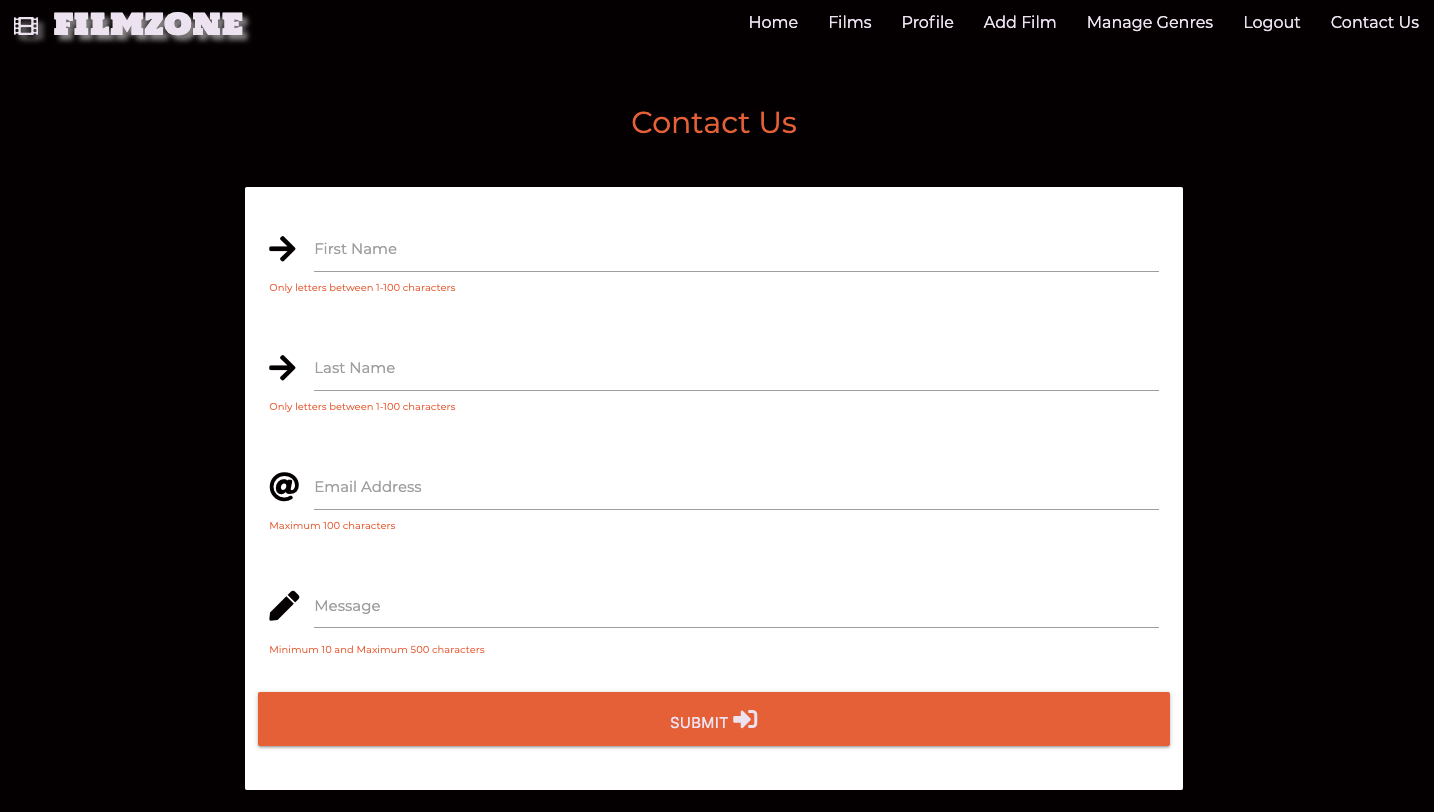 FILMZONE
Home Films Profile Add Film Manage Genres Logout Contact Us
Contact Us
First Name
Only letters between 1-100 characters
Last Name
Only letters between 1-100 characters
Email Address
Maximum 100 characters
Message
Minimum 10 and Maximum 500 characters
SUBMIT